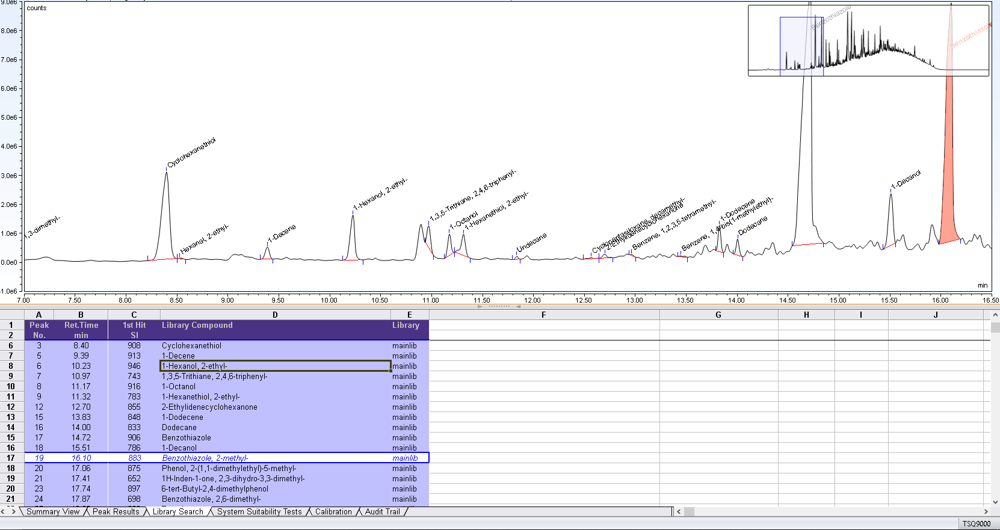 9.0e6
counts
8.0e6
7.0e6
6.0e6
5.0e6
4.0e6
3.0e6
2.0e6
1.0e6
0.0e0
-1.0e6
1,3-dimethyl-
Cyclohexanethiol
Hexanal, 2-ethyl-
1-Decene
1-Hexanol, 2-ethyl-
1,3,5-Trithiane, 2,4,6-triphenyl-
1-Octanol
1-Hexanethiol, 2-ethyl-
Undecane
Cyclopentasiloxane, decamethyl-
2-Ethylidenecyclohexanone
Benzene, 1,2,3,5-tetramethyl-
Benzene, 1,4-bis(1-methylethyl)-
1-Dodecene
Dodecane
Benzothiazole
1-Decanol
Benzothiazole
min
7.00 7.50 8.00 8.50 9.00 9.50 10.00 10.50 11.00 11.50 12.00 12.50 13.00 13.50 14.00 14.50 15.00 15.50 16.00 16.50
A B C D E F G H I J
1 Peak Ret.Time 1st Hit Library Compound Library
2 No. min SI
6 3 8.40 908 Cyclohexanethiol mainlib
7 5 9.39 913 1-Decene mainlib
8 6 10.23 946 1-Hexanol, 2-ethyl- mainlib
9 7 10.97 743 1,3,5-Trithiane, 2,4,6-triphenyl- mainlib
10 8 11.17 916 1-Octanol mainlib
11 9 11.32 783 1-Hexanethiol, 2-ethyl- mainlib
12 12 12.70 855 2-Ethylidenecyclohexanone mainlib
13 15 13.83 848 1-Dodecene mainlib
14 16 14.00 833 Dodecane mainlib
15 17 14.72 906 Benzothiazole mainlib
16 18 15.51 786 1-Decanol mainlib
17 19 16.10 883 Benzothiazole, 2-methyl- mainlib
18 20 17.06 875 Phenol, 2-(1,1-dimethylethyl)-5-methyl- mainlib
19 21 17.41 652 1H-Inden-1-one, 2,3-dihydro-3,3-dimethyl- mainlib
20 23 17.74 897 6-tert-Butyl-2,4-dimethylphenol mainlib
21 24 17.87 698 Benzothiazole, 2,6-dimethyl- mainlib
Summary View Peak Results Library Search System Suitability Tests Calibration Audit Trail
TSQ9000